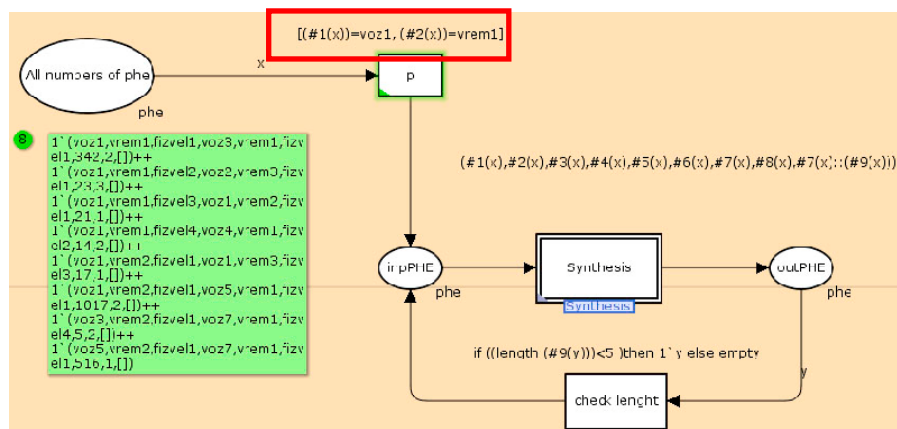 [(#1(x))=voz1, (#2(x))=vrem1]
All numbers of phe
x
p
phe
8
1`(voz1,vrem1,fizvel1,voz3,vrem1,fizv
el1,342,2,[])++
1`(voz1,vrem1,fizvel2,voz2,vrem3,fizv
el1,23,3,[])++
1`(voz1,vrem1,fizvel3,voz1,vrem2,fizv
el1,21,1,[])++
1`(voz1,vrem1,fizvel4,voz4,vrem1,fizv
el2,14,2,[])++
1`(voz1,vrem2,fizvel1,voz1,vrem3,fizv
el3,17,1,[])++
1`(voz1,vrem2,fizvel1,voz5,vrem1,fizv
el1,1017,2,[])++
1`(voz3,vrem2,fizvel1,voz7,vrem1,fizv
el4,5,2,[])++
1`(voz5,vrem2,fizvel1,voz7,vrem1,fizv
el1,516,1,[])
(#1(x),#2(x),#3(x),#4(x),#5(x),#6(x),#7(x),#8(x),#7(x)::(#9(x)))
inpPHE
Synthesis
outPHE
phe
phe
Synthesis
if ((length (#9(y)))<5 )then 1`y else empty
y
check lenght